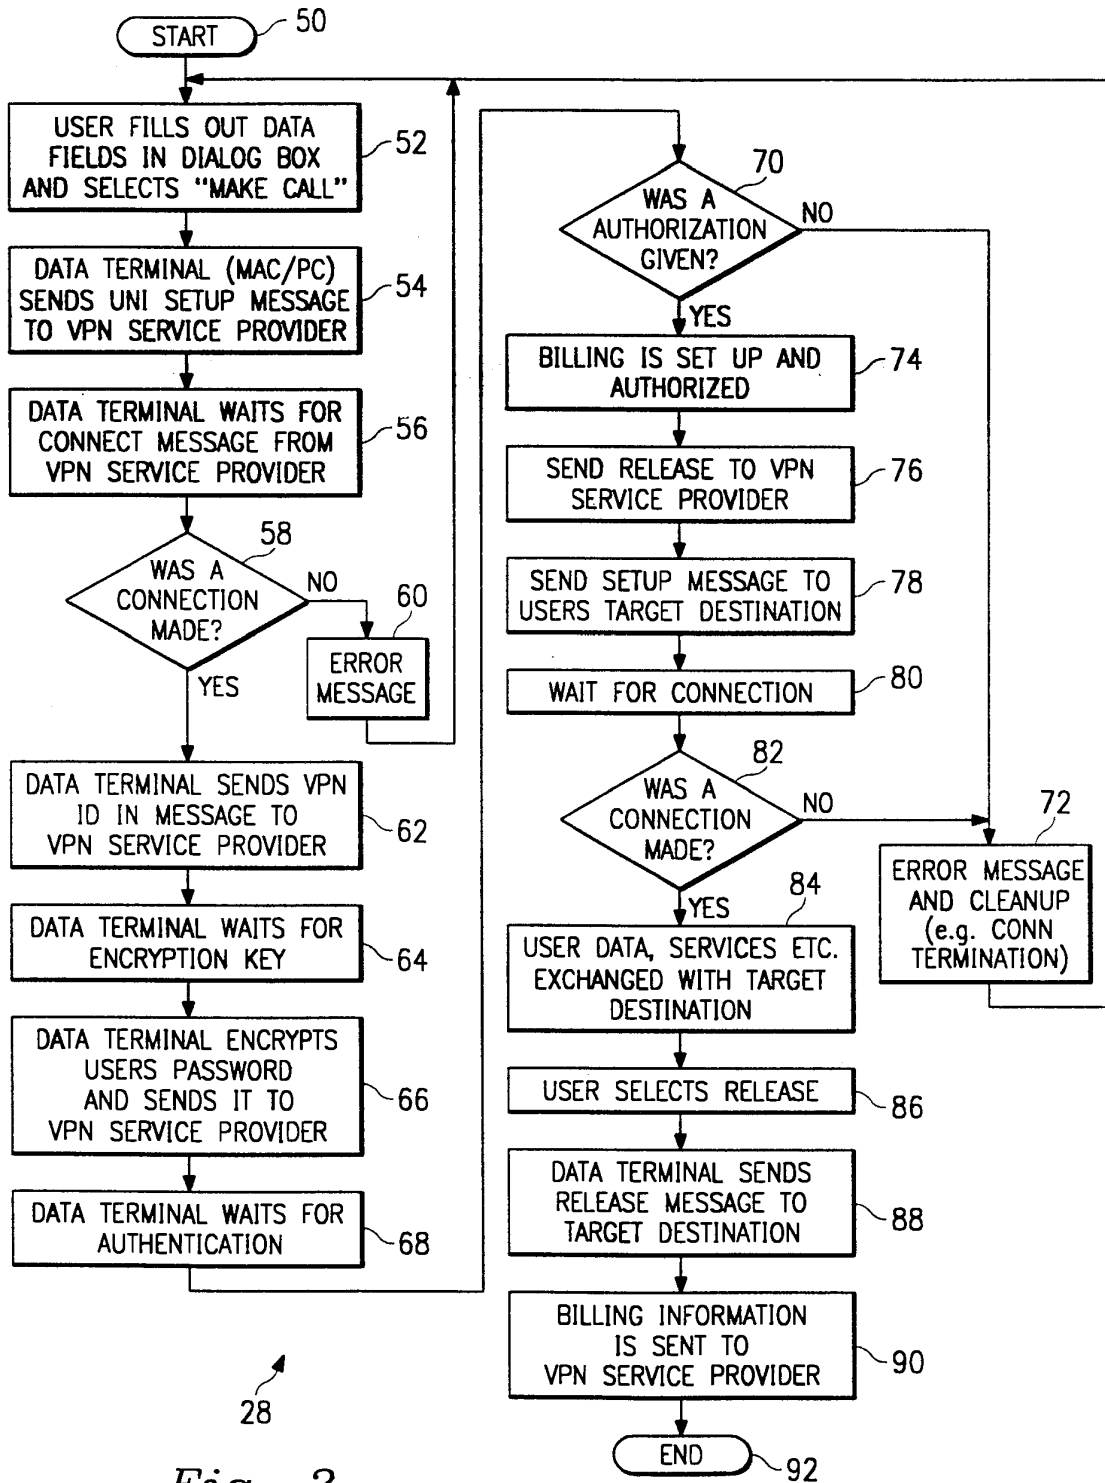 START
50
USER FILLS OUT DATA
FIELDS IN DIALOG BOX
AND SELECTS "MAKE CALL"
52
DATA TERMINAL (MAC/PC)
SENDS UNI SETUP MESSAGE
TO VPN SERVICE PROVIDER
54
DATA TERMINAL WAITS FOR
CONNECT MESSAGE FROM
VPN SERVICE PROVIDER
56
58
WAS A
CONNECTION
MADE?
NO
YES
60
ERROR
MESSAGE
DATA TERMINAL SENDS VPN
ID IN MESSAGE TO
VPN SERVICE PROVIDER
62
DATA TERMINAL WAITS FOR
ENCRYPTION KEY
64
DATA TERMINAL ENCRYPTS
USERS PASSWORD
AND SENDS IT TO
VPN SERVICE PROVIDER
66
DATA TERMINAL WAITS FOR
AUTHENTICATION
68
70
WAS A
AUTHORIZATION
GIVEN?
NO
YES
BILLING IS SET UP AND
AUTHORIZED
74
SEND RELEASE TO VPN
SERVICE PROVIDER
76
SEND SETUP MESSAGE TO
USERS TARGET DESTINATION
78
WAIT FOR CONNECTION
80
82
WAS A
CONNECTION
MADE?
NO
YES
72
ERROR MESSAGE
AND CLEANUP
(e.g. CONN
TERMINATION)
84
USER DATA, SERVICES ETC.
EXCHANGED WITH TARGET
DESTINATION
USER SELECTS RELEASE
86
DATA TERMINAL SENDS
RELEASE MESSAGE TO
TARGET DESTINATION
88
BILLING INFORMATION
IS SENT TO
VPN SERVICE PROVIDER
90
END
92
28